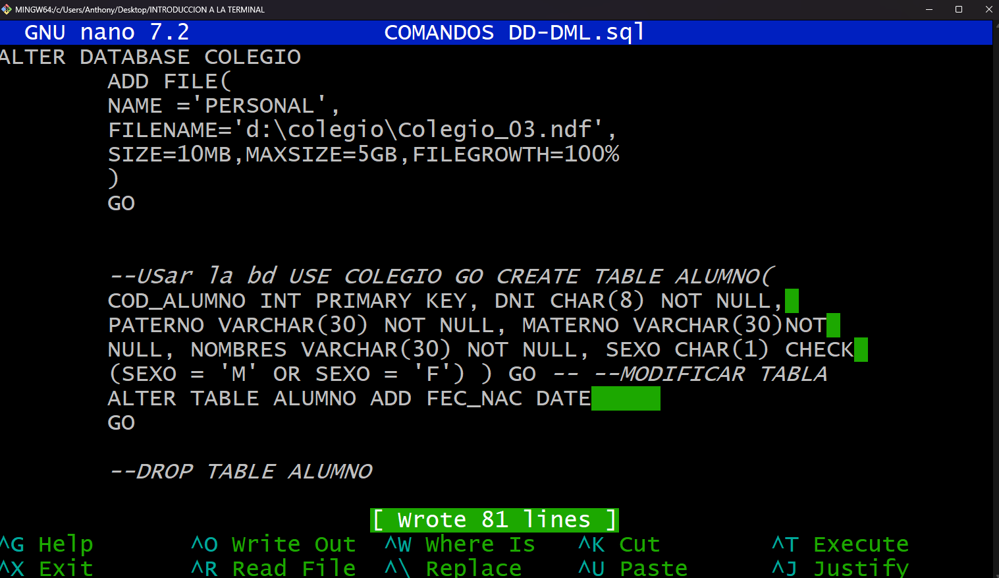 MINGW64:/c/Users/Anthony/Desktop/INTRODUCCION A LA TERMINAL
GNU nano 7.2 COMANDOS DD-DML.sql
ALTER DATABASE COLEGIO
ADD FILE(
NAME ='PERSONAL',
FILENAME='d:\colegio\Colegio_03.ndf',
SIZE=10MB,MAXSIZE=5GB,FILEGROWTH=100%
)
GO
--USar la bd USE COLEGIO GO CREATE TABLE ALUMNO(
COD_ALUMNO INT PRIMARY KEY, DNI CHAR(8) NOT NULL,
PATERNO VARCHAR(30) NOT NULL, MATERNO VARCHAR(30)NOT
NULL, NOMBRES VARCHAR(30) NOT NULL, SEXO CHAR(1) CHECK
(SEXO = 'M' OR SEXO = 'F') ) GO -- --MODIFICAR TABLA
ALTER TABLE ALUMNO ADD FEC_NAC DATE
GO
--DROP TABLE ALUMNO
[ Wrote 81 lines ]
^G Help ^O Write Out ^W Where Is ^K Cut ^T Execute
^X Exit ^R Read File ^\ Replace ^U Paste ^J Justify